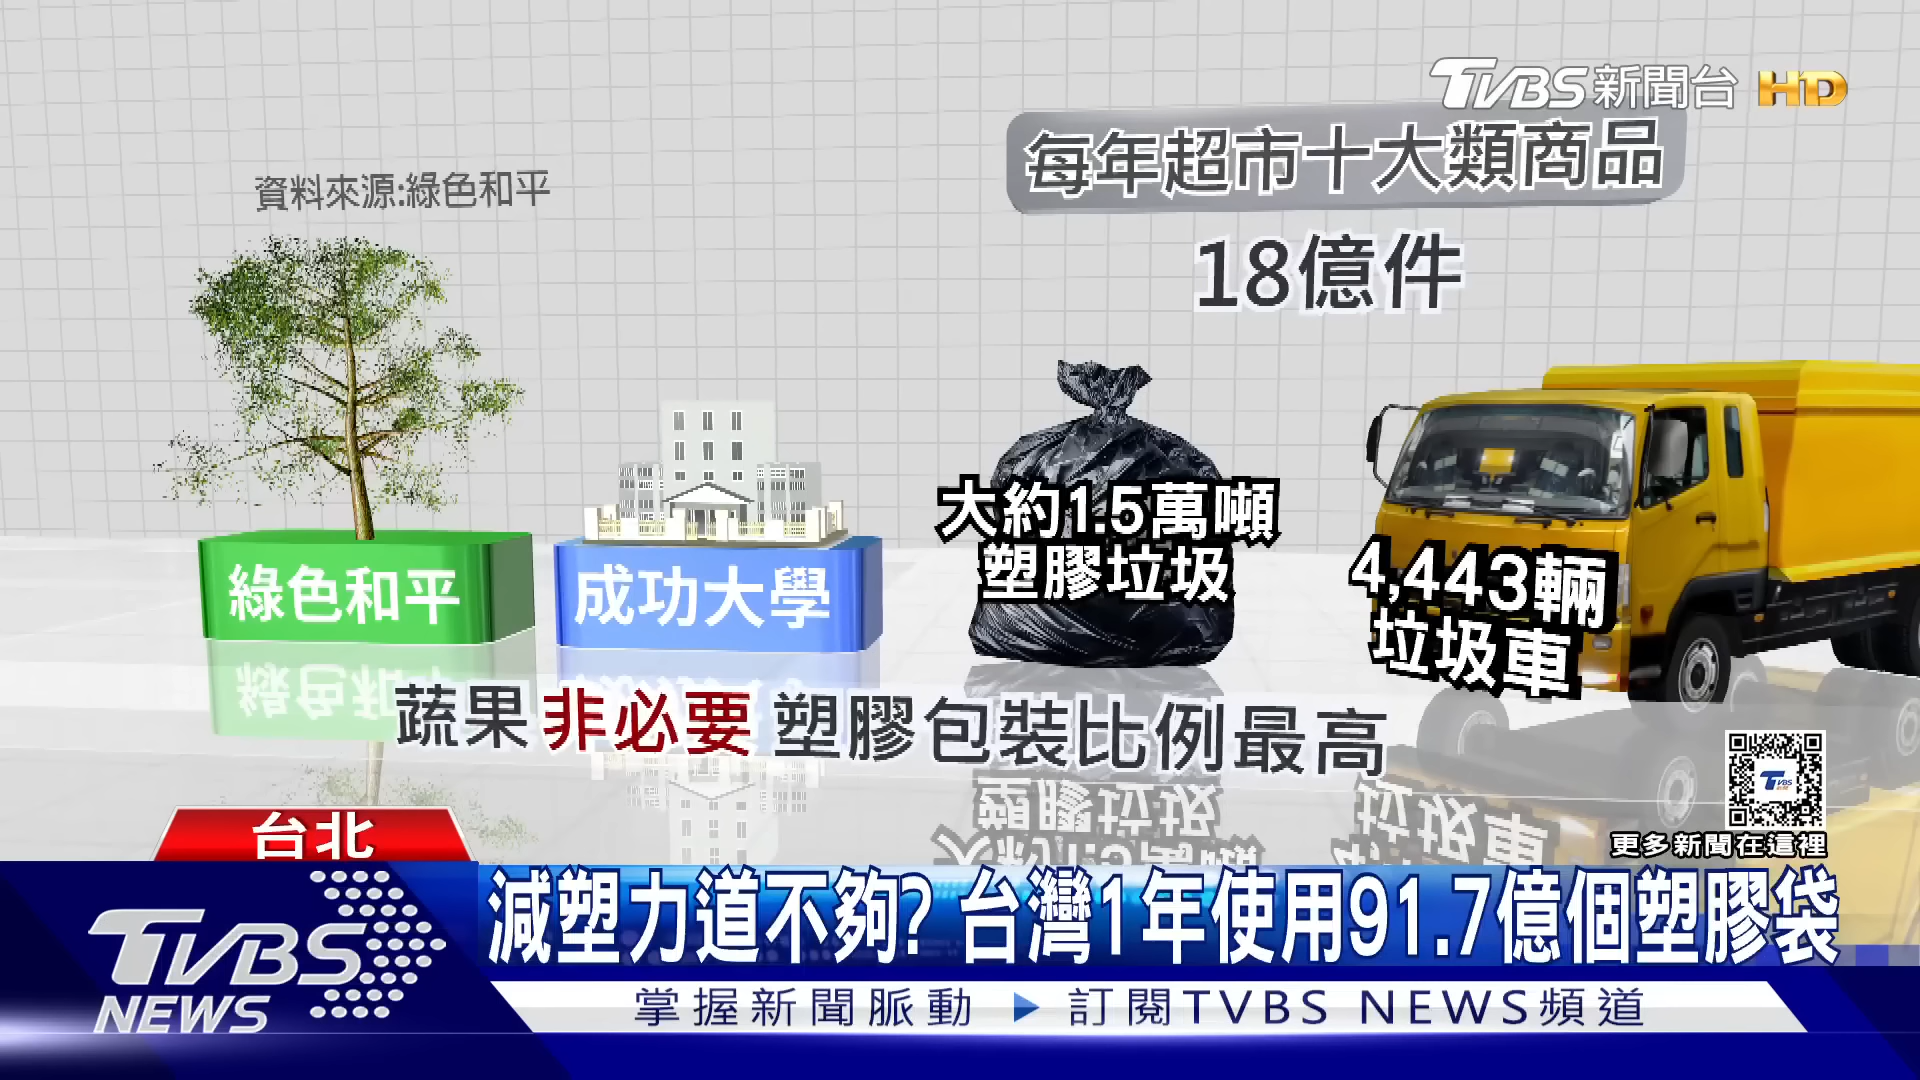 TVBS新聞台 HD
每年超市十大類商品
資料來源:綠色和平
18億件
大約1.5萬噸
塑膠垃圾
4,443輛
垃圾車
綠色和平
成功大學
蔬果非必要塑膠包裝比例最高
更多新聞在這裡
台北
減塑力道不夠? 台灣1年使用91.7億個塑膠袋
TVBS NEWS
掌握新聞脈動 ▶ 訂閱TVBS NEWS頻道